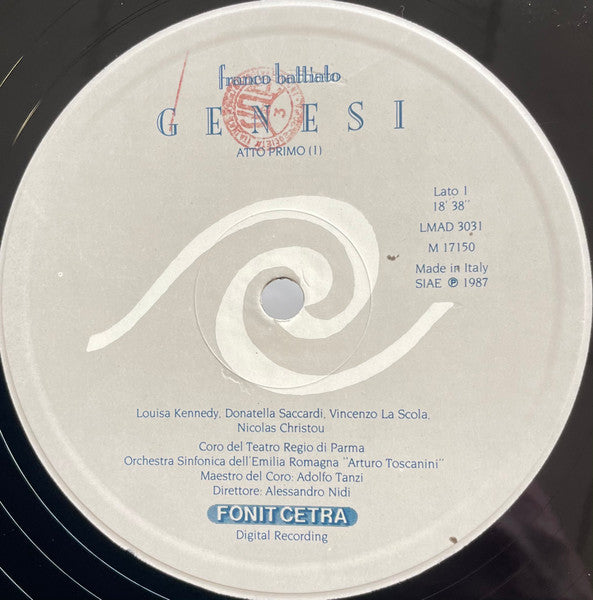 franco battiato
GENESI
ATTO PRIMO (I)
Lato 1
18' 38"
LMAD 3031
M 17150
Made in Italy
SIAE ℗ 1987
Louisa Kennedy, Donatella Saccardi, Vincenzo La Scola,
Nicolas Christou
Coro del Teatro Regio di Parma
Orchestra Sinfonica dell'Emilia Romagna "Arturo Toscanini"
Maestro del Coro: Adolfo Tanzi
Direttore: Alessandro Nidi
FONIT CETRA
Digital Recording